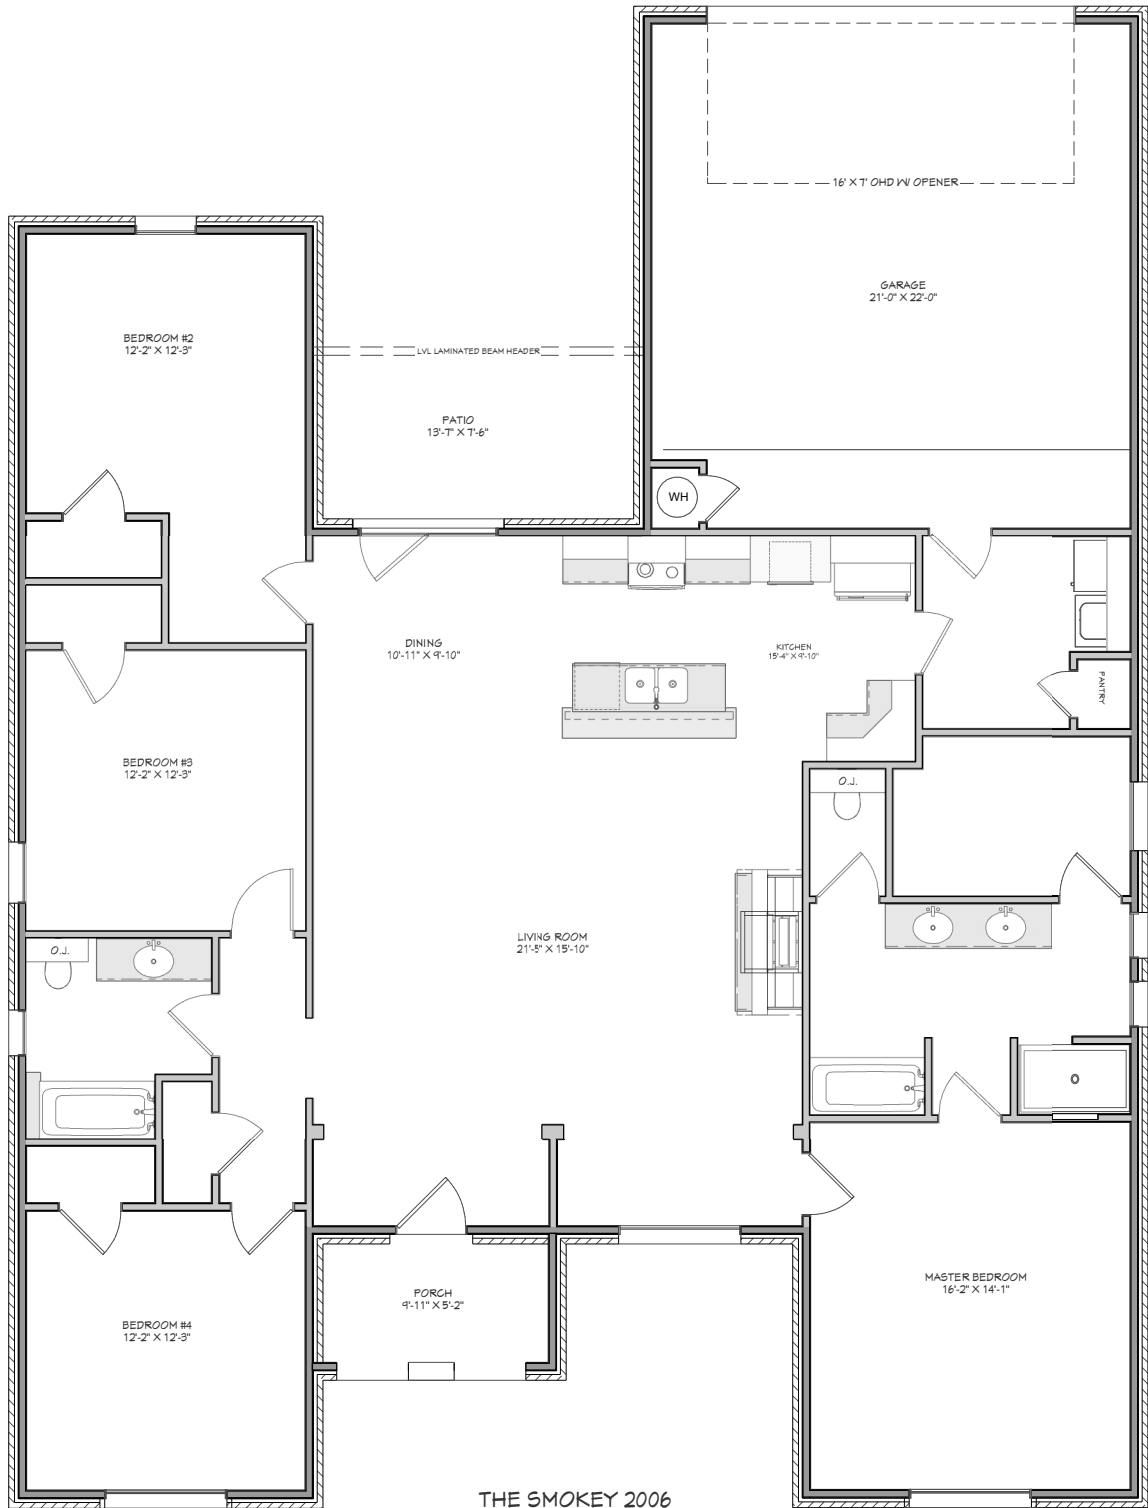 16' X 7' OHD W/ OPENER
GARAGE
21'-0" X 22'-0"
BEDROOM #2
12'-2" X 12'-3"
LVL LAMINATED BEAM HEADER
PATIO
13'-7" X 7'-6"
WH
DINING
10'-11" X 9'-10"
KITCHEN
15'-4" X 9'-10"
PANTRY
BEDROOM #3
12'-2" X 12'-3"
O.J.
LIVING ROOM
21'-5" X 15'-10"
O.J.
MASTER BEDROOM
16'-2" X 14'-1"
PORCH
9'-11" X 5'-2"
BEDROOM #4
12'-2" X 12'-3"
THE SMOKEY 2006